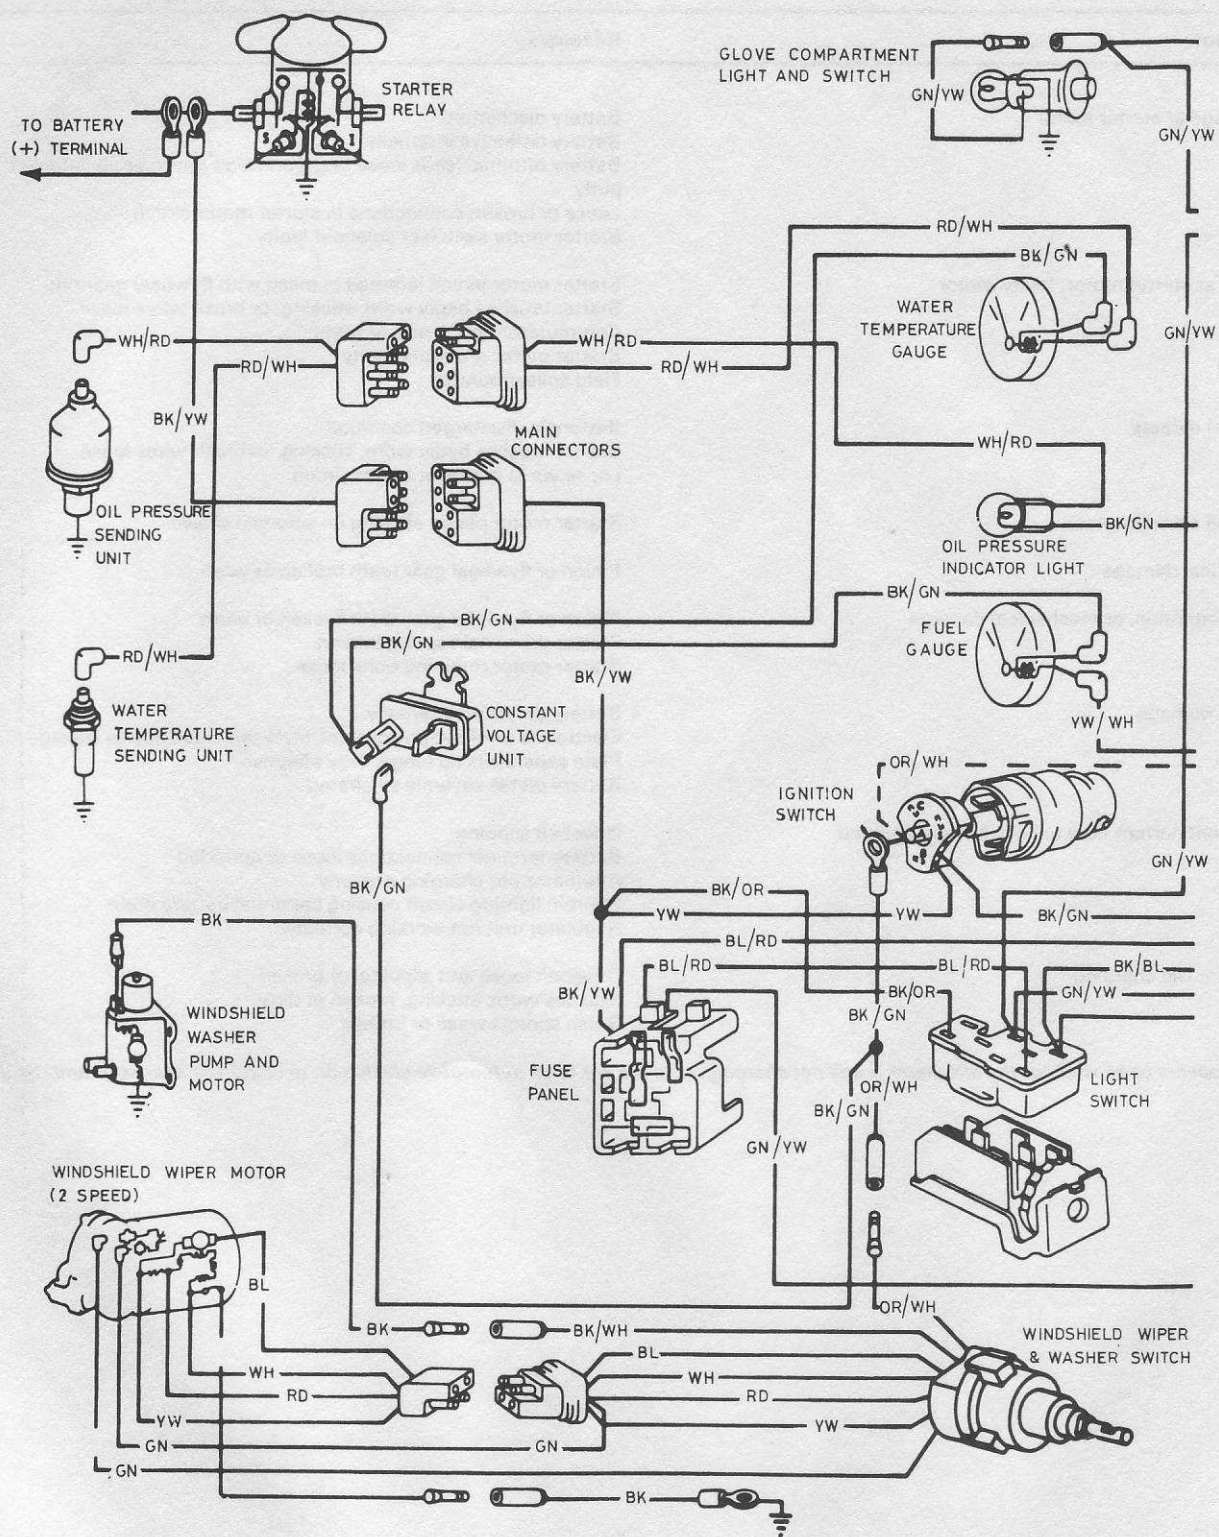 GLOVE COMPARTMENT
LIGHT AND SWITCH
GN/YW
GN/YW
STARTER
RELAY
S
I
TO BATTERY
(+) TERMINAL
RD/WH
BK/GN
WATER
TEMPERATURE
GAUGE
GN/YW
WH/RD
RD/WH
WH/RD
RD/WH
BK/YW
MAIN
CONNECTORS
WH/RD
BK/GN
OIL PRESSURE
INDICATOR LIGHT
OIL PRESSURE
SENDING
UNIT
BK/GN
BK/GN
BK/GN
FUEL
GAUGE
RD/WH
BK/YW
YW/WH
WATER
TEMPERATURE
SENDING UNIT
CONSTANT
VOLTAGE
UNIT
OR/WH
IGNITION
SWITCH
GN/YW
BK/GN
BK/OR
YW
YW
BK/GN
BK
BL/RD
BL/RD
BL/RD
BK/BL
BK/YW
BK/OR
GN/YW
BK/GN
WINDSHIELD
WASHER
PUMP AND
MOTOR
FUSE
PANEL
OR/WH
BK/GN
LIGHT
SWITCH
GN/YW
WINDSHIELD WIPER MOTOR
(2 SPEED)
BL
OR/WH
BK
BK/WH
WINDSHIELD WIPER
& WASHER SWITCH
BL
WH
WH
RD
RD
YW
YW
GN
GN
GN
BK